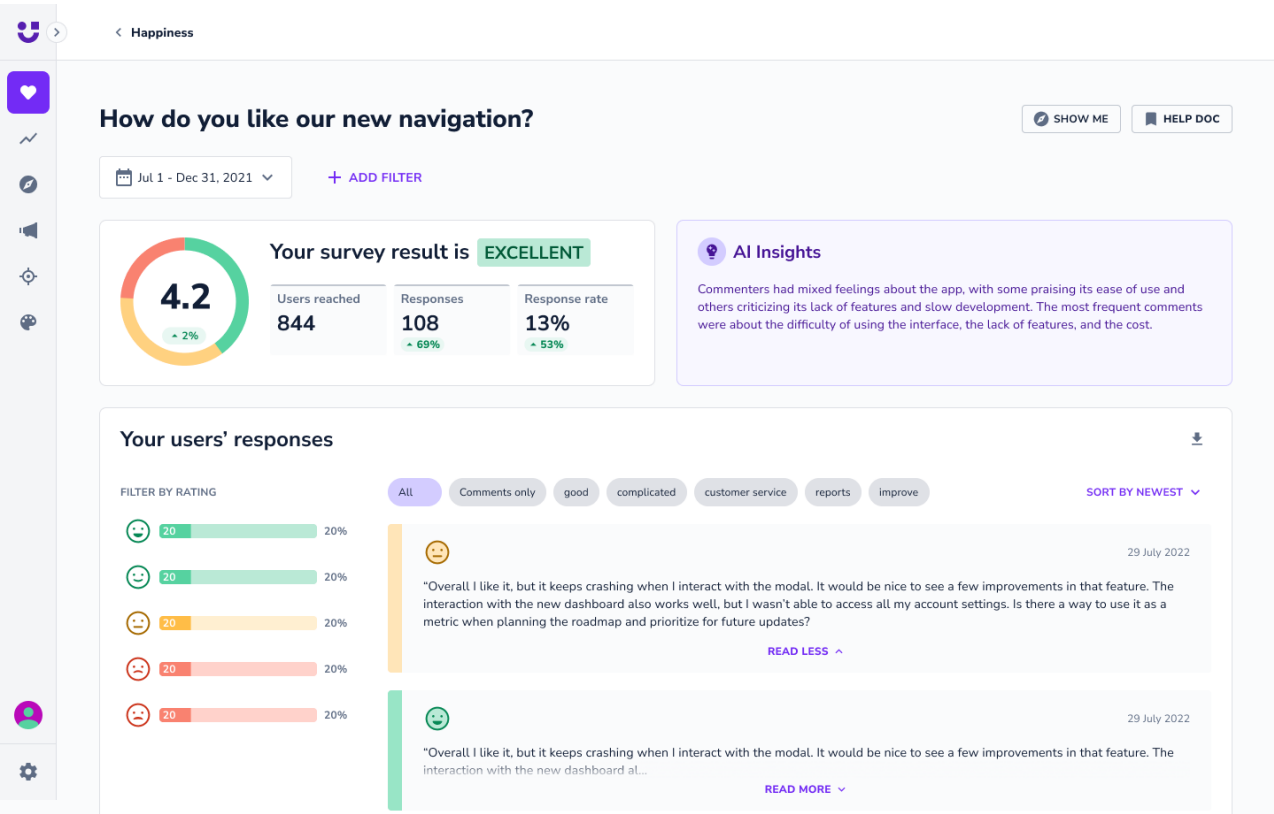 Happiness
How do you like our new navigation?
SHOW ME
HELP DOC
Jul 1 - Dec 31, 2021
ADD FILTER
4.2
2%
Your survey result is EXCELLENT
Users reached
844
Responses
108
69%
Response rate
13%
53%
AI Insights
Commenters had mixed feelings about the app, with some praising its ease of use and
others criticizing its lack of features and slow development. The most frequent comments
were about the difficulty of using the interface, the lack of features, and the cost.
Your users’ responses
FILTER BY RATING
20 20%
20 20%
20 20%
20 20%
20 20%
All
Comments only
good
complicated
customer service
reports
improve
SORT BY NEWEST
29 July 2022
“Overall I like it, but it keeps crashing when I interact with the modal. It would be nice to see a few improvements in that feature. The
interaction with the new dashboard also works well, but I wasn’t able to access all my account settings. Is there a way to use it as a
metric when planning the roadmap and prioritize for future updates?
READ LESS
29 July 2022
“Overall I like it, but it keeps crashing when I interact with the modal. It would be nice to see a few improvements in that feature. The
interaction with the new dashboard al...
READ MORE